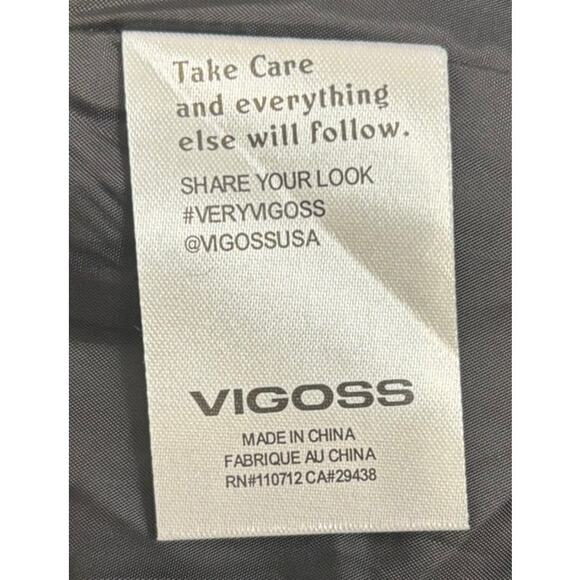 Take Care
and everything
else will follow.
SHARE YOUR LOOK
#VERYVIGOSS
@VIGOSSUSA
VIGOSS
MADE IN CHINA
FABRIQUE AU CHINA
RN#110712 CA#29438